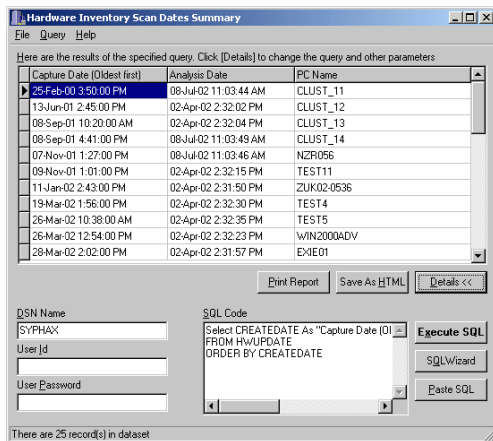 Hardware Inventory Scan Dates Summary
File Query Help
Here are the results of the specified query. Click [Details] to change the query and other parameters
Capture Date (Oldest first) Analysis Date PC Name
25-Feb-00 3:50:00 PM 08-Jul-02 11:03:44 AM CLUST_11
13-Jun-01 2:45:00 PM 02-Apr-02 2:32:02 PM CLUST_12
08-Sep-01 10:20:00 AM 02-Apr-02 2:32:04 PM CLUST_13
08-Sep-01 4:41:00 PM 08-Jul-02 11:03:49 AM CLUST_14
07-Nov-01 1:27:00 PM 08-Jul-02 11:03:46 AM NZR056
09-Nov-01 1:01:00 PM 02-Apr-02 2:32:15 PM TEST11
11-Jan-02 2:43:00 PM 02-Apr-02 2:31:50 PM ZUK02-0536
19-Mar-02 1:56:00 PM 02-Apr-02 2:32:30 PM TEST4
26-Mar-02 10:38:00 AM 02-Apr-02 2:32:35 PM TEST5
26-Mar-02 12:54:00 PM 02-Apr-02 2:32:23 PM WIN2000ADV
28-Mar-02 2:02:00 PM 02-Apr-02 2:31:57 PM EXIE01
Print Report Save As HTML Details <<
DSN Name
SYPHAX
User Id
User Password
SQL Code
Select CREATEDATE As "Capture Date (Ol
FROM HWUPDATE
ORDER BY CREATEDATE
Execute SQL
SQLWizard
Paste SQL
There are 25 record(s) in dataset